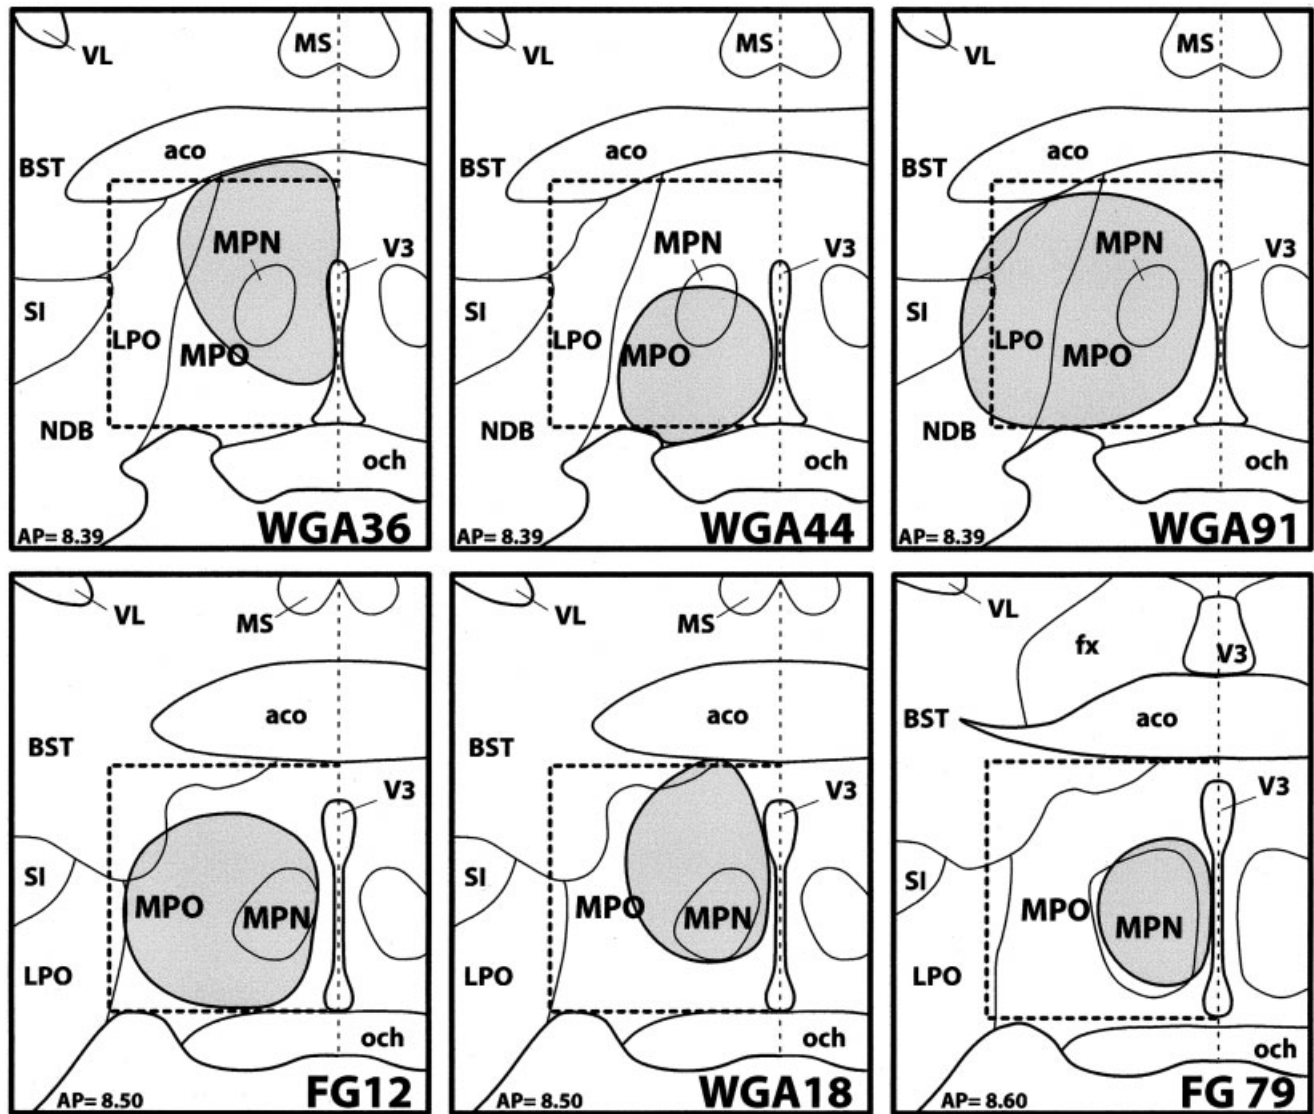 VL
MS
BST
aco
MPN
V3
SI
LPO
MPO
NDB
och
AP= 8.39
WGA36
VL
MS
BST
aco
MPN
V3
SI
LPO
MPO
NDB
och
AP= 8.39
WGA44
VL
MS
BST
aco
MPN
V3
SI
LPO
MPO
NDB
och
AP= 8.39
WGA91
VL
MS
aco
BST
V3
SI
MPO
MPN
LPO
och
AP= 8.50
FG12
VL
MS
aco
BST
V3
SI
MPO
MPN
LPO
och
AP= 8.50
WGA18
VL
fx
V3
BST
aco
V3
SI
MPO
MPN
LPO
och
AP= 8.60
FG 79